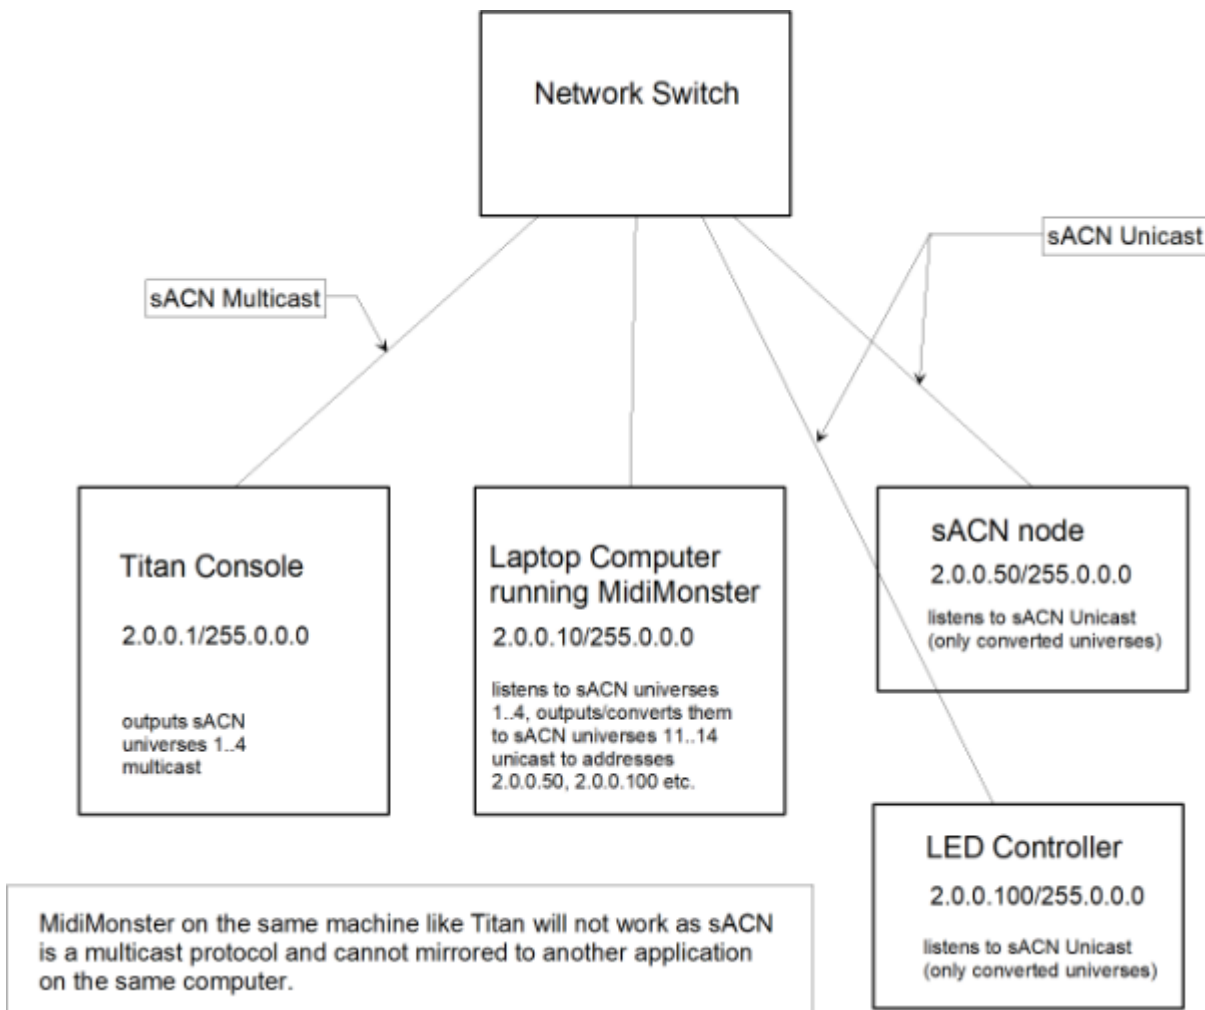 Network Switch
sACN Unicast
sACN Multicast
Titan Console
2.0.0.1/255.0.0.0
outputs sACN
universes 1..4
multicast
Laptop Computer
running MidiMonster
2.0.0.10/255.0.0.0
listens to sACN universes
1..4, outputs/converts them
to sACN universes 11..14
unicast to addresses
2.0.0.50, 2.0.0.100 etc.
sACN node
2.0.0.50/255.0.0.0
listens to sACN Unicast
(only converted universes)
LED Controller
2.0.0.100/255.0.0.0
listens to sACN Unicast
(only converted universes)
MidiMonster on the same machine like Titan will not work as sACN
is a multicast protocol and cannot mirrored to another application
on the same computer.